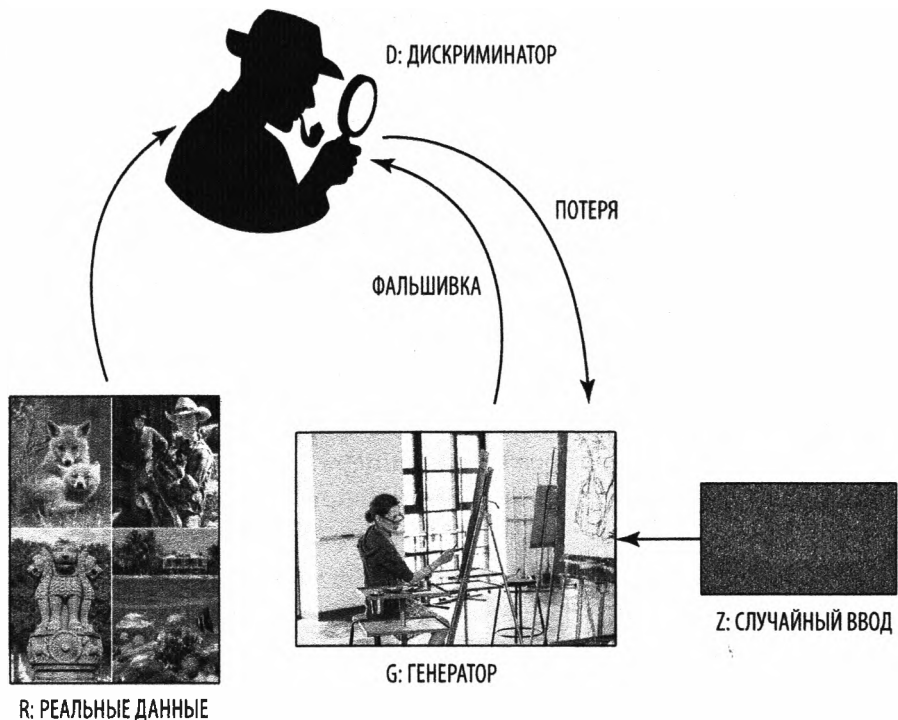 D: ДИСКРИМИНАТОР
ПОТЕРЯ
ФАЛЬШИВКА
Z: СЛУЧАЙНЫЙ ВВОД
G: ГЕНЕРАТОР
R: РЕАЛЬНЫЕ ДАННЫЕ